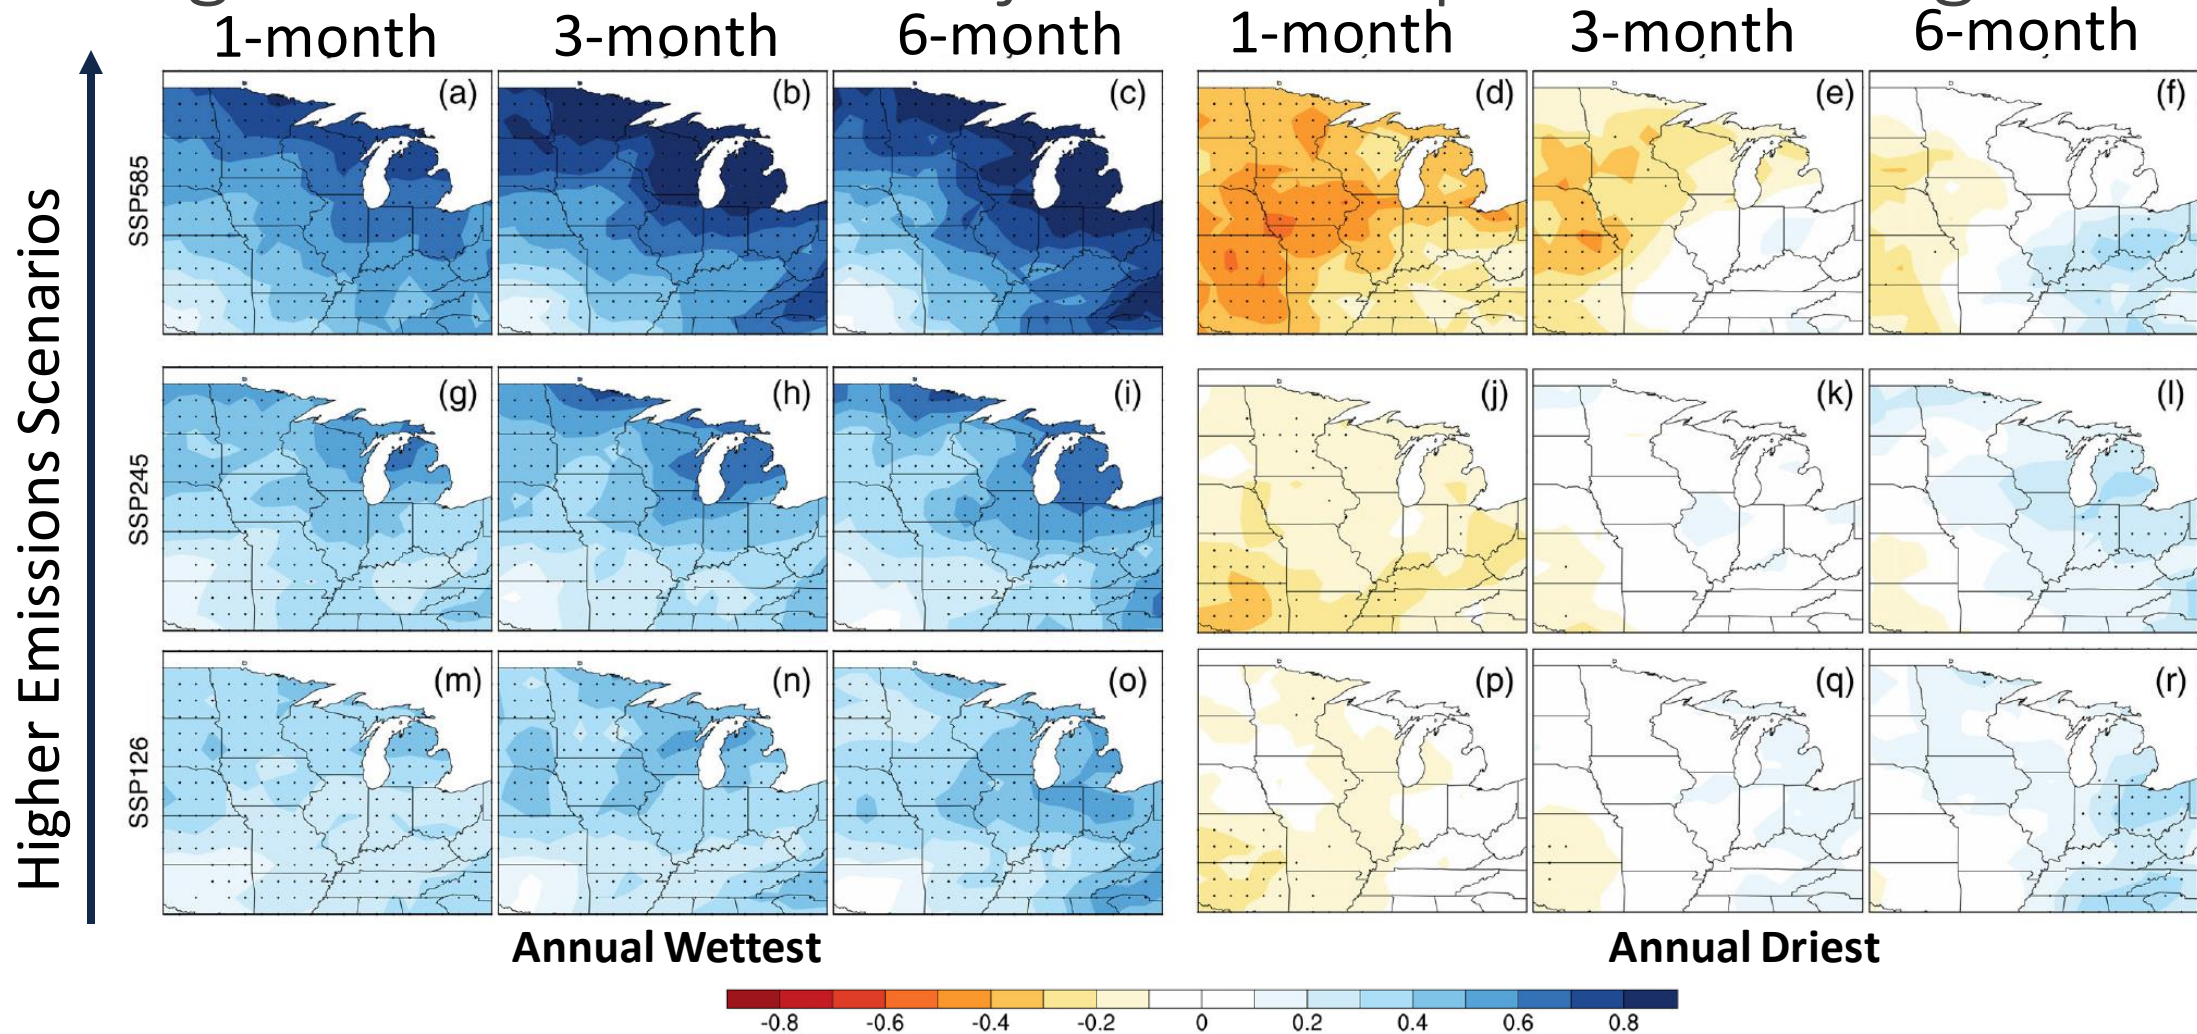 1-month 3-month 6-month 1-month 3-month 6-month
Higher Emissions Scenarios
SSP585
(a) (b) (c) (d) (e) (f)
SSP245
(g) (h) (i) (j) (k) (l)
SSP126
(m) (n) (o) (p) (q) (r)
Annual Wettest Annual Driest
-0.8 -0.6 -0.4 -0.2 0 0.2 0.4 0.6 0.8